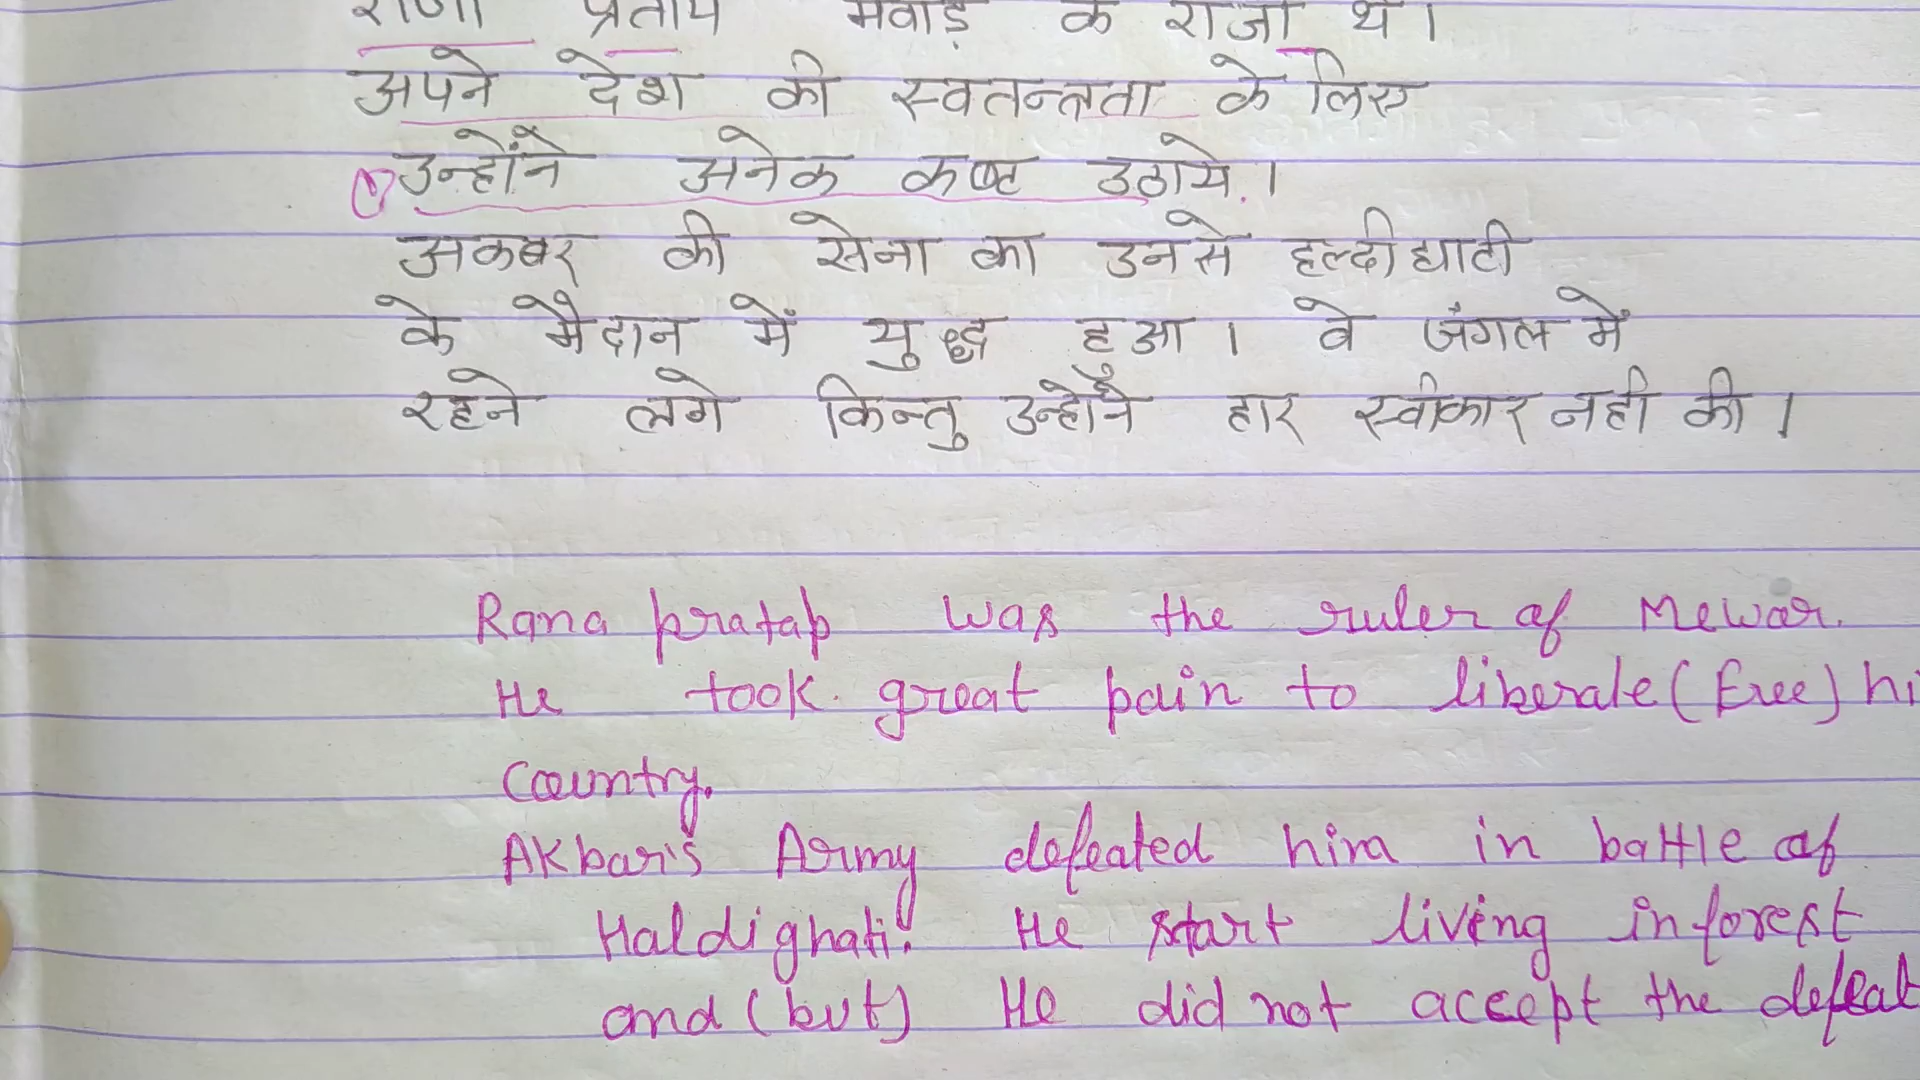 राणा प्रताप मेवाड़ के राजा थे।
अपने देश की स्वतन्त्रता के लिए
उन्होंने अनेक कष्ट उठाये।
अकबर की सेना का उनसे हल्दीघाटी
के मैदान में युद्ध हुआ। वे जंगल में
रहने लगे किन्तु उन्होंने हार स्वीकार नही की।
Rana pratap was the ruler of Mewar.
He took great pain to liberale (free) hi
Country.
Akbar's Army defeated him in battle of
Haldighati. He start living in forest
and (but) He did not accept the defeat